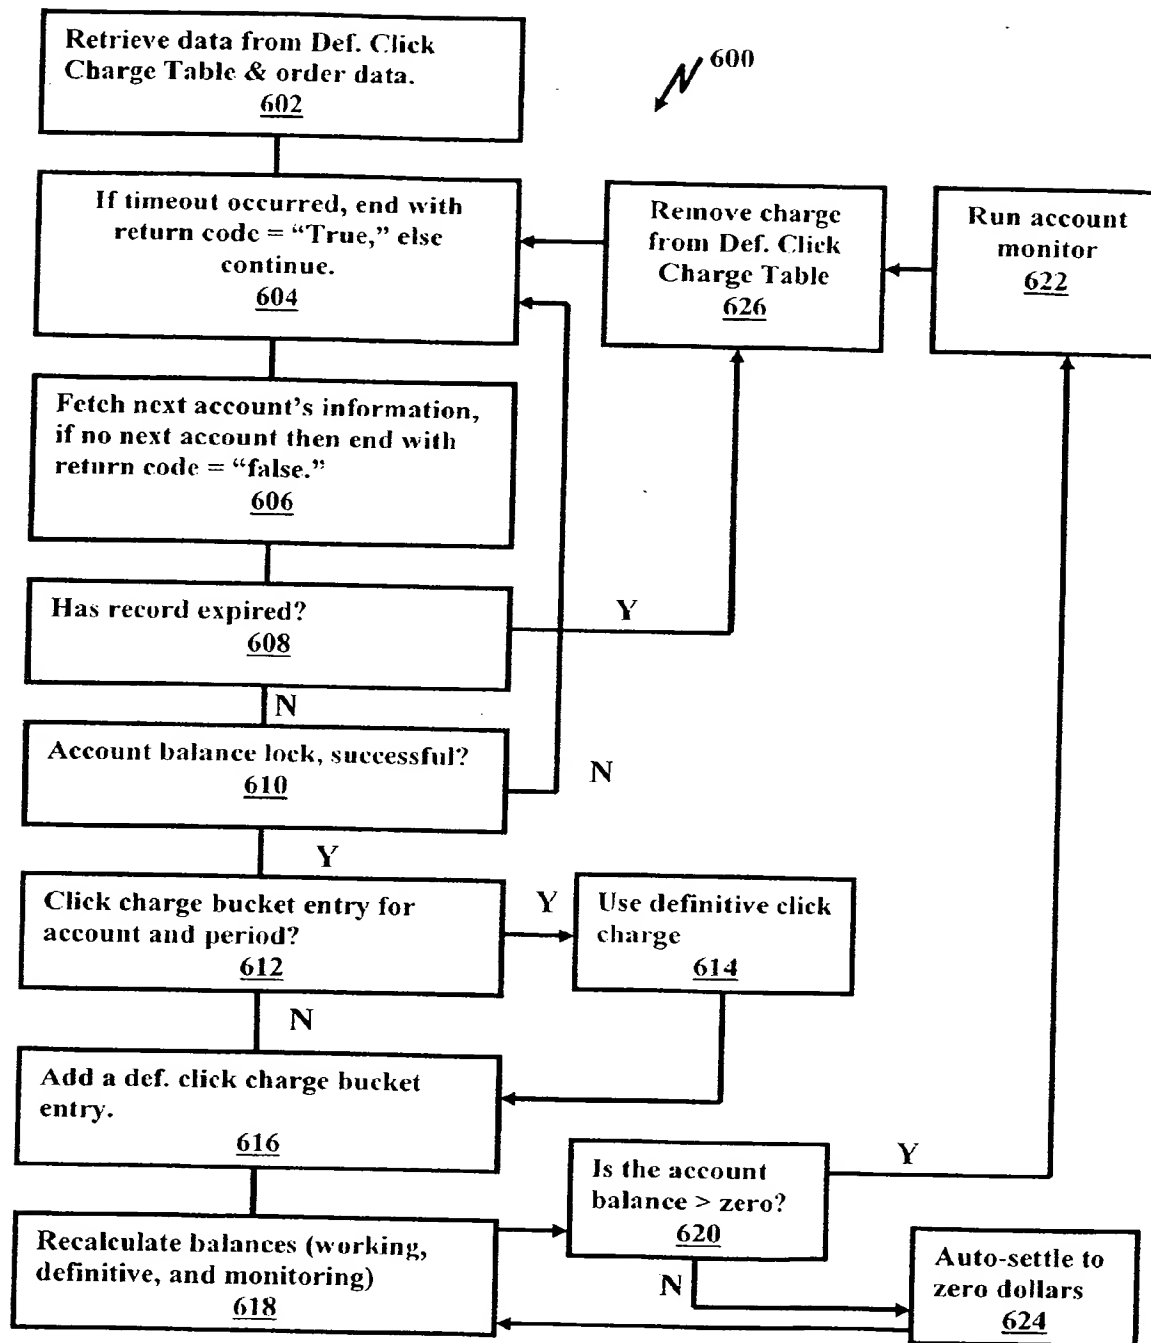 Retrieve data from Def. Click
Charge Table & order data.
602
600
If timeout occurred, end with
return code = “True,” else
continue.
604
Remove charge
from Def. Click
Charge Table
626
Run account
monitor
622
Fetch next account’s information,
if no next account then end with
return code = “false.”
606
Has record expired?
608
Y
N
Account balance lock, successful?
610
N
Y
Click charge bucket entry for
account and period?
612
Y
Use definitive click
charge
614
N
Add a def. click charge bucket
entry.
616
Is the account
balance > zero?
620
Y
N
Recalculate balances (working,
definitive, and monitoring)
618
Auto-settle to
zero dollars
624